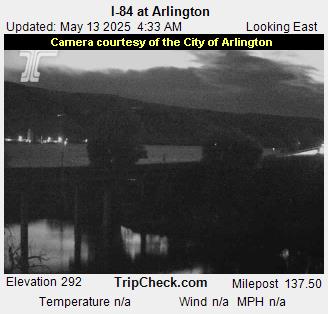 I-84 at Arlington
Updated: May 13 2025 4:33 AM Looking East
Camera courtesy of the City of Arlington
Elevation 292 TripCheck.com Milepost 137.50
Temperature n/a Wind n/a MPH n/a